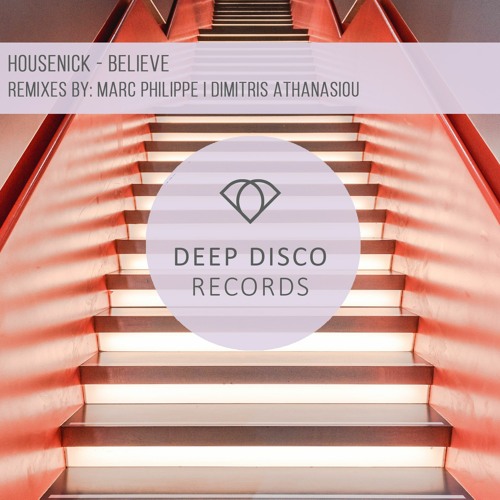 HOUSENICK - BELIEVE
REMIXES BY: MARC PHILIPPE I DIMITRIS ATHANASIOU
DEEP DISCO
RECORDS